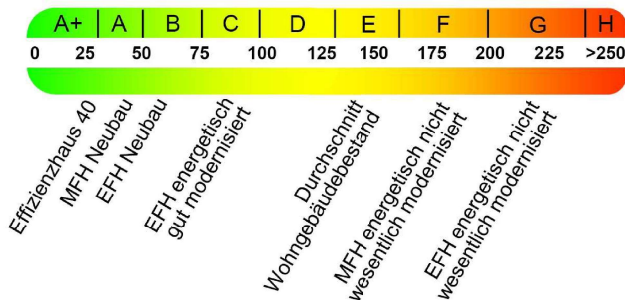 A+ A B C D E F G H
0 25 50 75 100 125 150 175 200 225 >250
Effizienzhaus 40
MFH Neubau
EFH Neubau
EFH energetisch
gut modernisiert
Durchschnitt
Wohngebäudebestand
MFH energetisch nicht
wesentlich modernisiert
EFH energetisch nicht
wesentlich modernisiert